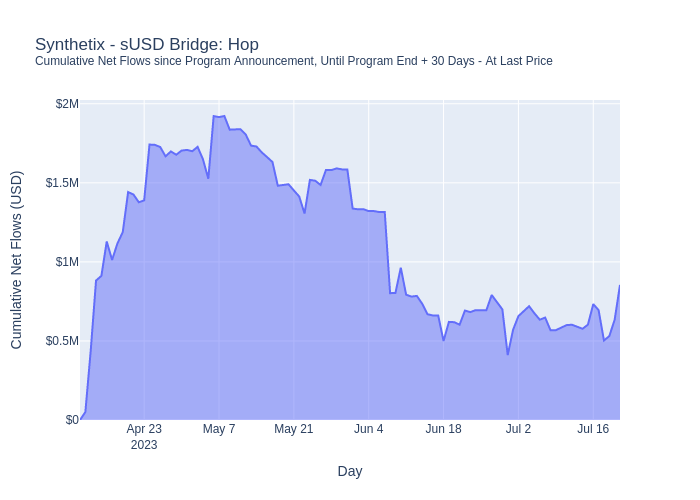 Synthetix - sUSD Bridge: Hop
Cumulative Net Flows since Program Announcement, Until Program End + 30 Days - At Last Price
Cumulative Net Flows (USD)
$2M
$1.5M
$1M
$0.5M
$0
Apr 23
2023
May 7
May 21
Jun 4
Jun 18
Jul 2
Jul 16
Day